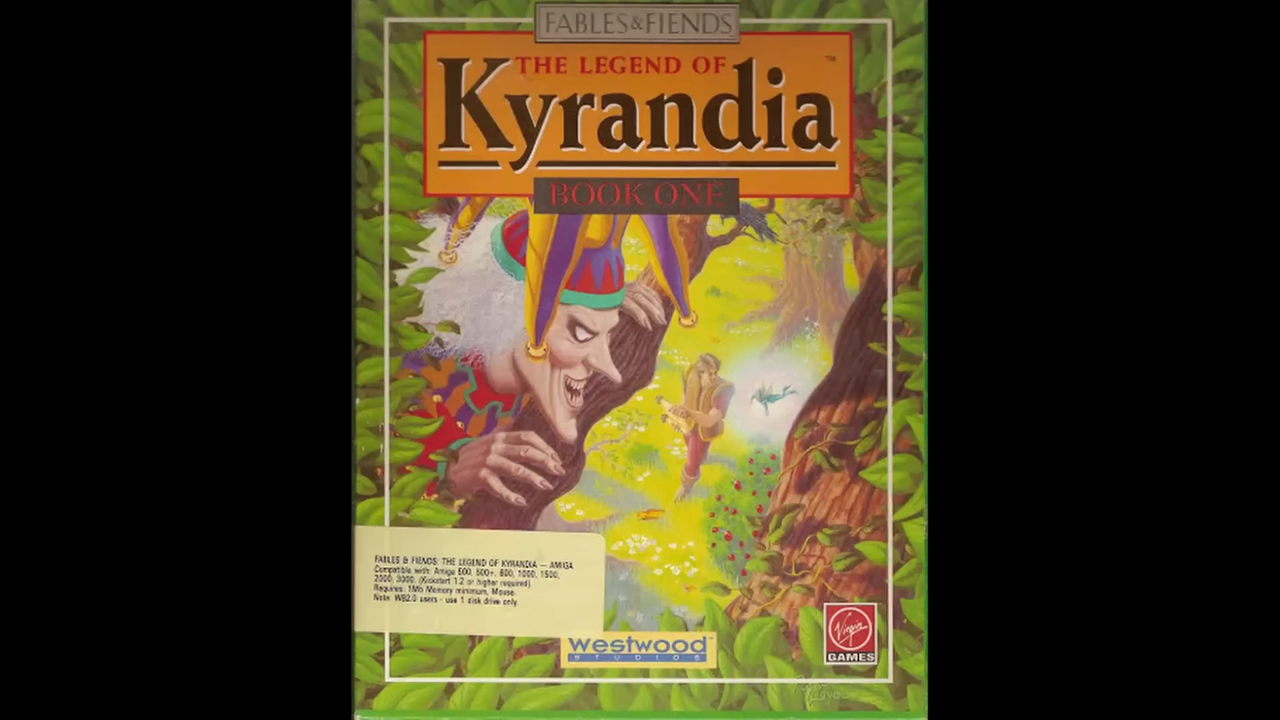 FABLES & FIENDS
THE LEGEND OF
Kyrandia™
BOOK ONE
FABLES & FIENDS: THE LEGEND OF KYRANDIA — AMIGA
Compatible with: Amiga 500, 500+, 600, 1000, 1500,
2000, 3000. (Kickstart 1.2 or higher required)
Requires: 1Mb Memory minimum, Mouse.
Note: WB2.0 users - use 1 disk drive only.
Westwood™
STUDIOS
Virgin
GAMES